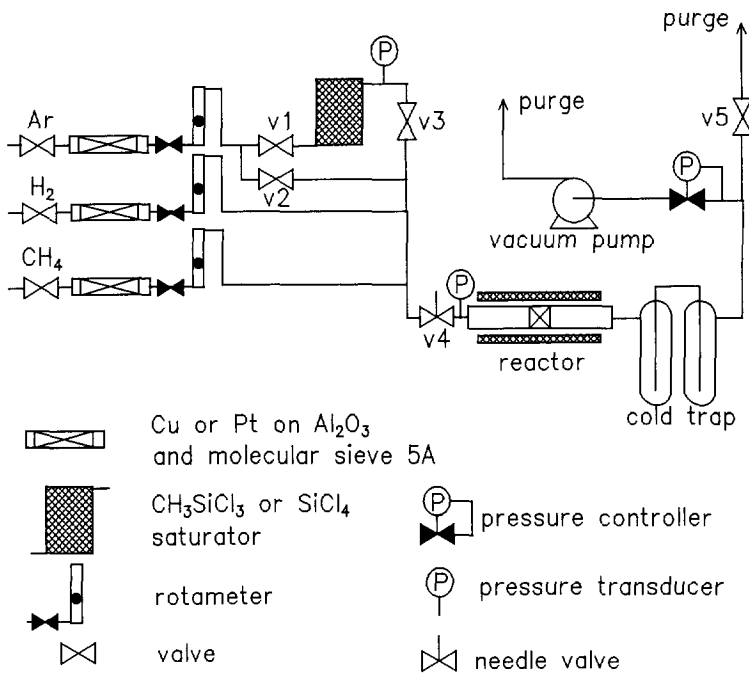 purge
P
Ar
v1
v3
purge
v5
H₂
v2
P
vacuum pump
CH₄
P
v4
reactor
cold trap
Cu or Pt on Al₂O₃
and molecular sieve 5A
CH₃SiCl₃ or SiCl₄
saturator
P
pressure controller
rotameter
P
pressure transducer
valve
needle valve